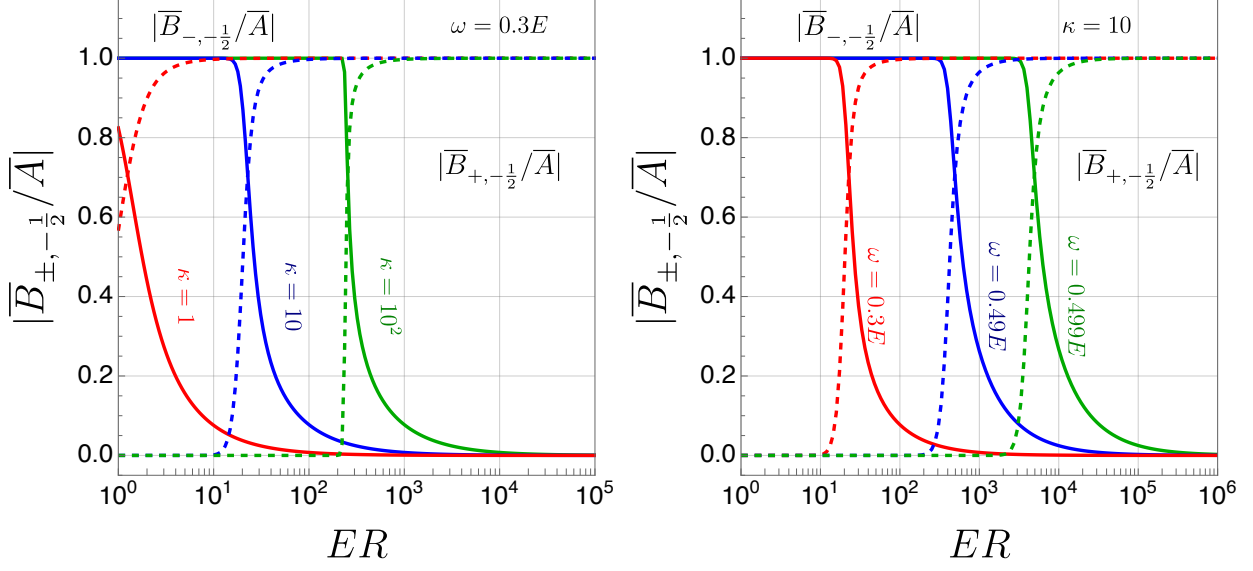 |B̅_{−,−1/2}/A̅|
ω = 0.3E
|B̅_{±,−1/2}/A̅|
1.0
0.8
0.6
0.4
0.2
0.0
|B̅_{+,−1/2}/A̅|
κ = 1
κ = 10
κ = 10²
10⁰ 10¹ 10² 10³ 10⁴ 10⁵
ER
|B̅_{−,−1/2}/A̅|
κ = 10
|B̅_{±,−1/2}/A̅|
1.0
0.8
0.6
0.4
0.2
0.0
|B̅_{+,−1/2}/A̅|
ω = 0.3E
ω = 0.49E
ω = 0.499E
10⁰ 10¹ 10² 10³ 10⁴ 10⁵ 10⁶
ER